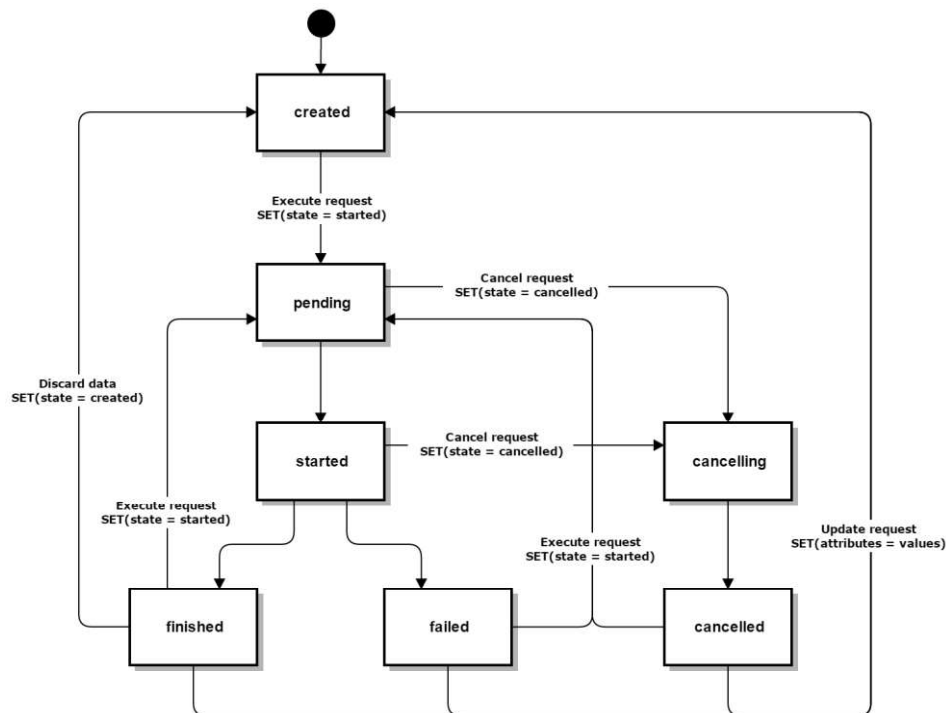 created
Execute request
SET(state = started)
pending
Cancel request
SET(state = cancelled)
Discard data
SET(state = created)
started
Cancel request
SET(state = cancelled)
cancelling
Execute request
SET(state = started)
Execute request
SET(state = started)
Update request
SET(attributes = values)
finished
failed
cancelled